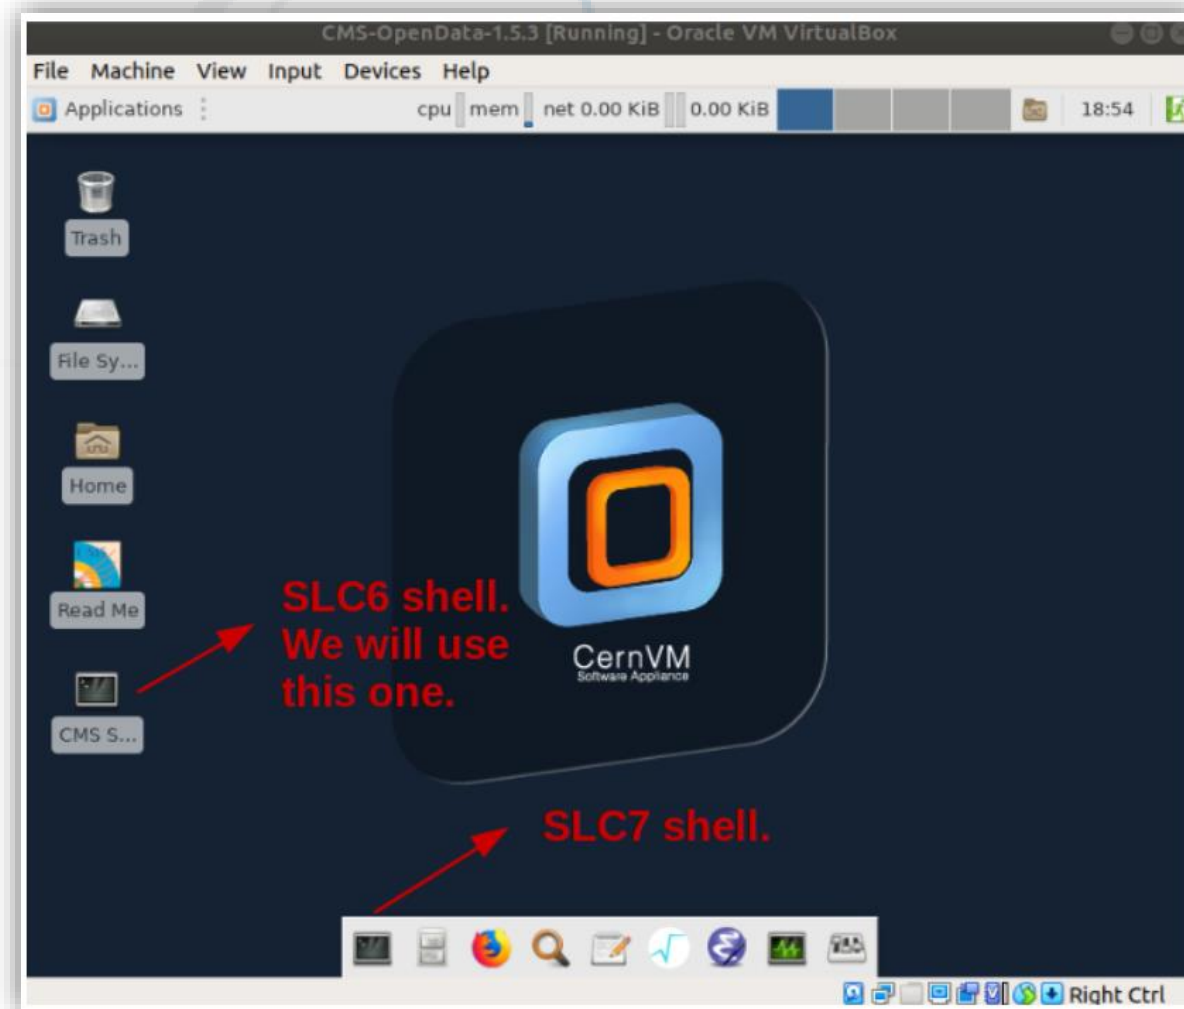 CMS-OpenData-1.5.3 [Running] - Oracle VM VirtualBox
File Machine View Input Devices Help
Applications cpu mem net 0.00 KiB 0.00 KiB 18:54
Trash
File Sy...
Home
Read Me
CMS S...
SLC6 shell.
We will use
this one.
CernVM
Software Appliance
SLC7 shell.
Right Ctrl